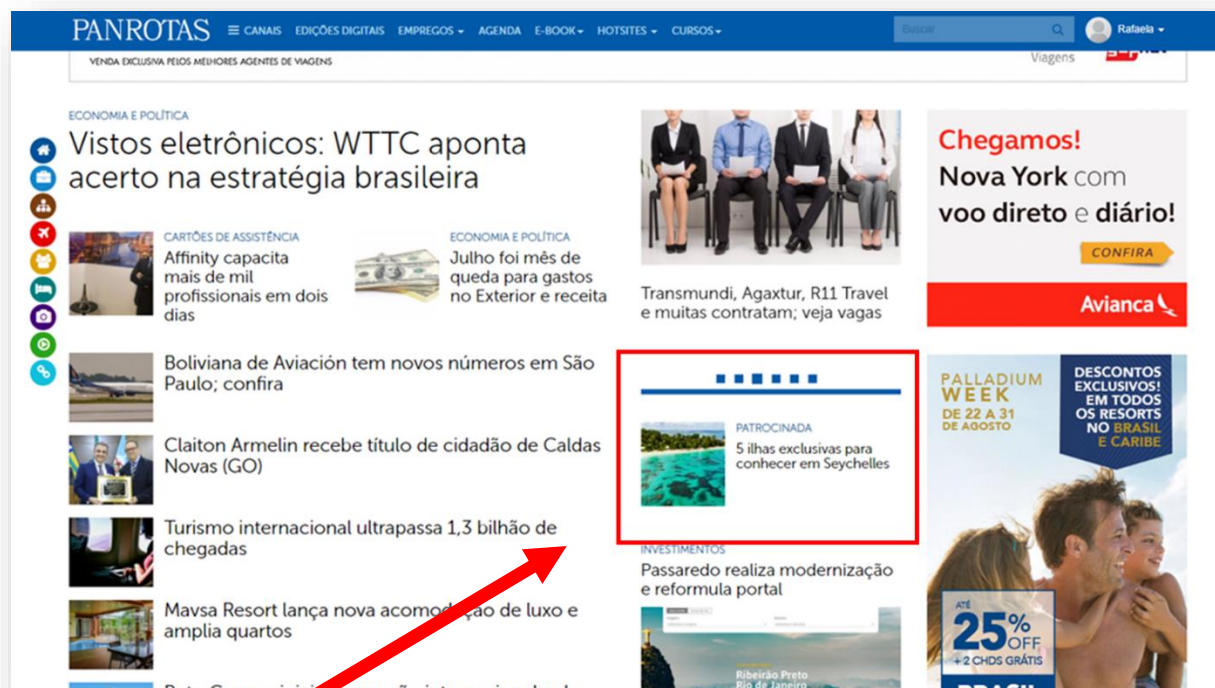 PANROTAS
CANAIS EDIÇÕES DIGITAIS EMPREGOS AGENDA E-BOOK HOTSITES CURSOS
Buscar
Rafaela
VENDA EXCLUSIVA PELOS MELHORES AGENTES DE VIAGENS
Viagens
ECONOMIA E POLÍTICA
Vistos eletrônicos: WTTC aponta
acerto na estratégia brasileira
CARTÕES DE ASSISTÊNCIA
Affinity capacita
mais de mil
profissionais em dois
dias
ECONOMIA E POLÍTICA
Julho foi mês de
queda para gastos
no Exterior e receita
Boliviana de Aviación tem novos números em São
Paulo; confira
Claiton Armelin recebe título de cidadão de Caldas
Novas (GO)
Turismo internacional ultrapassa 1,3 bilhão de
chegadas
Mavsa Resort lança nova acomodação de luxo e
amplia quartos
Transmundi, Agaxtur, R11 Travel
e muitas contratam; veja vagas
PATROCINADA
5 ilhas exclusivas para
conhecer em Seychelles
INVESTIMENTOS
Passaredo realiza modernização
e reformula portal
Ribeirão Preto
Rio de Janeiro
Chegamos!
Nova York com
voo direto e diário!
CONFIRA
Avianca
PALLADIUM
WEEK
DE 22 A 31
DE AGOSTO
DESCONTOS
EXCLUSIVOS!
EM TODOS
OS RESORTS
NO BRASIL
E CARIBE
ATÉ
25%
OFF
+ 2 CHDS GRÁTIS
BRASIL